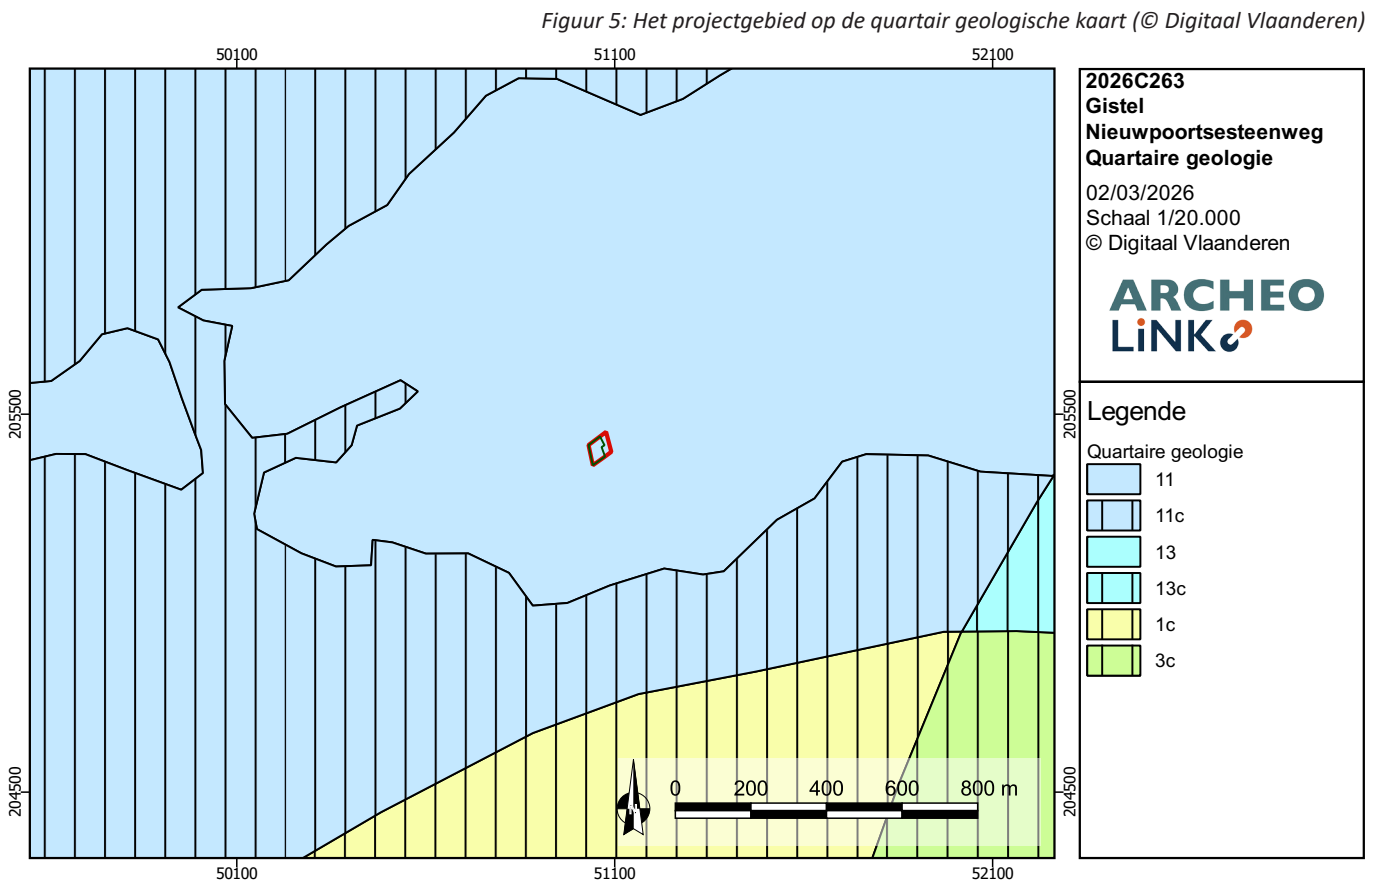 Figuur 5: Het projectgebied op de quartair geologische kaart (© Digitaal Vlaanderen)
50100
51100
52100
2026C263
Gistel
Nieuwpoortsesteenweg
Quartaire geologie
02/03/2026
Schaal 1/20.000
© Digitaal Vlaanderen
ARCHEO
LiNK
205500
205500
Legende
Quartaire geologie
11
11c
13
13c
1c
3c
204500
204500
0 200 400 600 800 m
N
50100
51100
52100